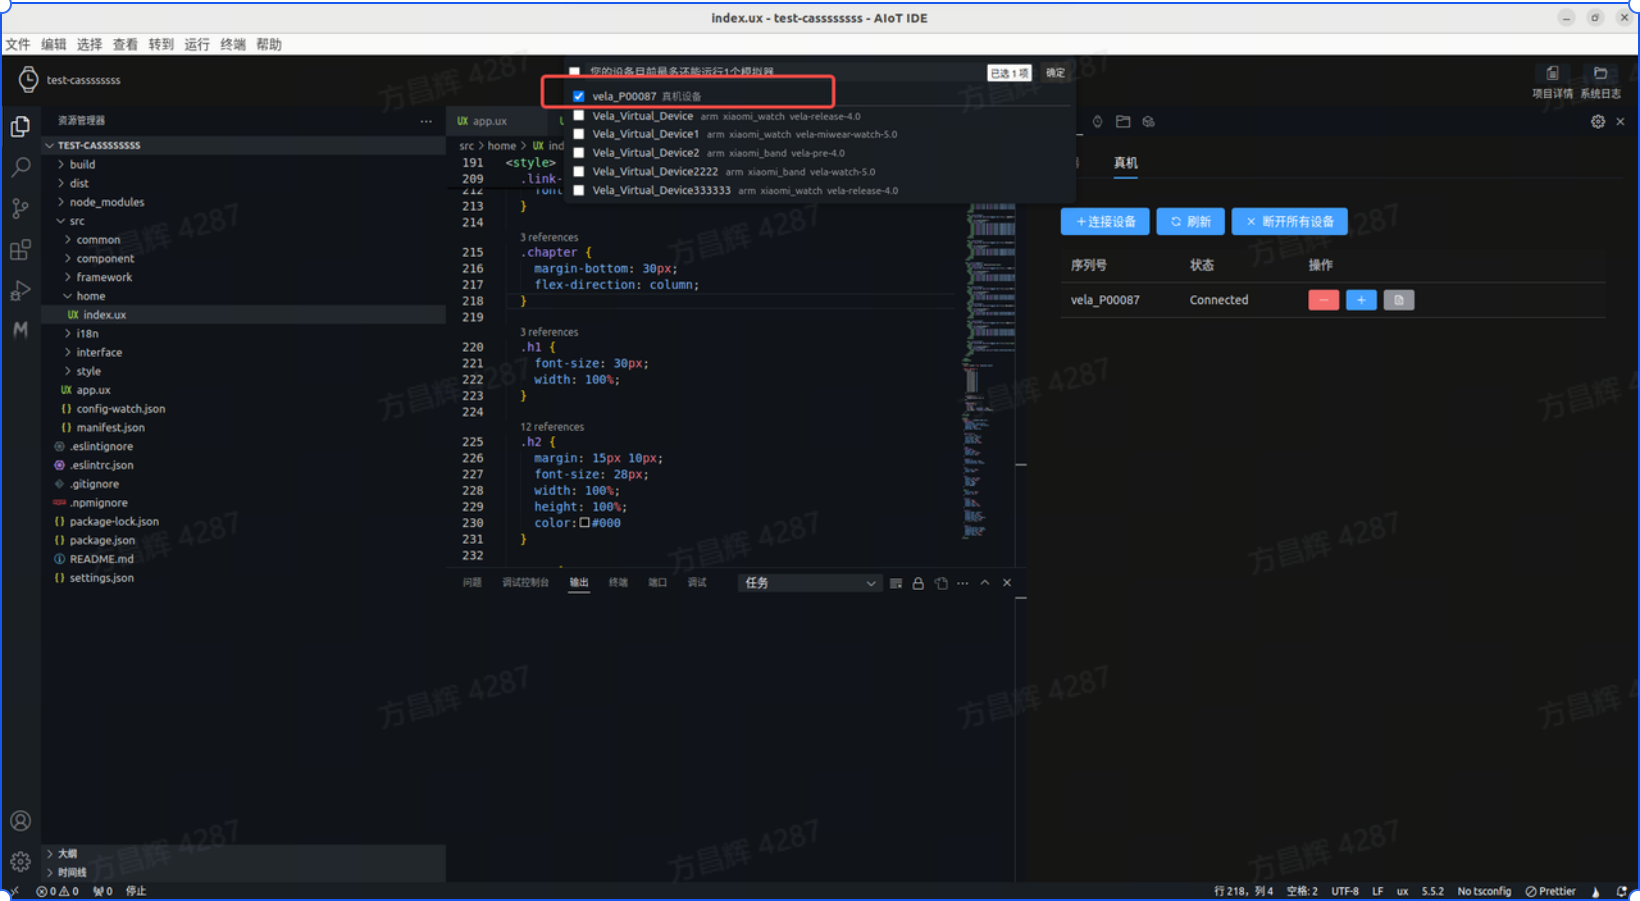 index.ux - test-cassssssss - AIoT IDE
文件 编辑 选择 查看 转到 运行 终端 帮助
test-cassssssss
您的设备目前最多还能运行1个模拟器
已选 1 项
确定
vela_P00087 真机设备
Vela_Virtual_Device arm xiaomi_watch vela-release-4.0
Vela_Virtual_Device1 arm xiaomi_watch vela-miwear-watch-5.0
Vela_Virtual_Device2 arm xiaomi_band vela-pre-4.0
Vela_Virtual_Device2222 arm xiaomi_band vela-watch-5.0
Vela_Virtual_Device333333 arm xiaomi_watch vela-release-4.0
项目详情 系统日志
资源管理器
TEST-CASSSSSSSS
build
dist
node_modules
src
common
component
framework
home
UX index.ux
i18n
interface
style
UX app.ux
{} config-watch.json
{} manifest.json
.eslintignore
.eslintrc.json
.gitignore
.npmignore
{} package-lock.json
{} package.json
README.md
{} settings.json
大纲
时间线
UX app.ux
src > home > UX ind
191 <style>
209 .link-
212 font
213 }
214
3 references
215 .chapter {
216 margin-bottom: 30px;
217 flex-direction: column;
218 }
219
3 references
220 .h1 {
221 font-size: 30px;
222 width: 100%;
223 }
224
12 references
225 .h2 {
226 margin: 15px 10px;
227 font-size: 28px;
228 width: 100%;
229 height: 100%;
230 color: #000
231 }
232
问题 调试控制台 输出 终端 端口 调试
任务
真机
+连接设备 刷新 × 断开所有设备
序列号 状态 操作
vela_P00087 Connected
0 0 0 停止
行 218, 列 4 空格: 2 UTF-8 LF ux 5.5.2 No tsconfig Prettier
方昌辉 4287